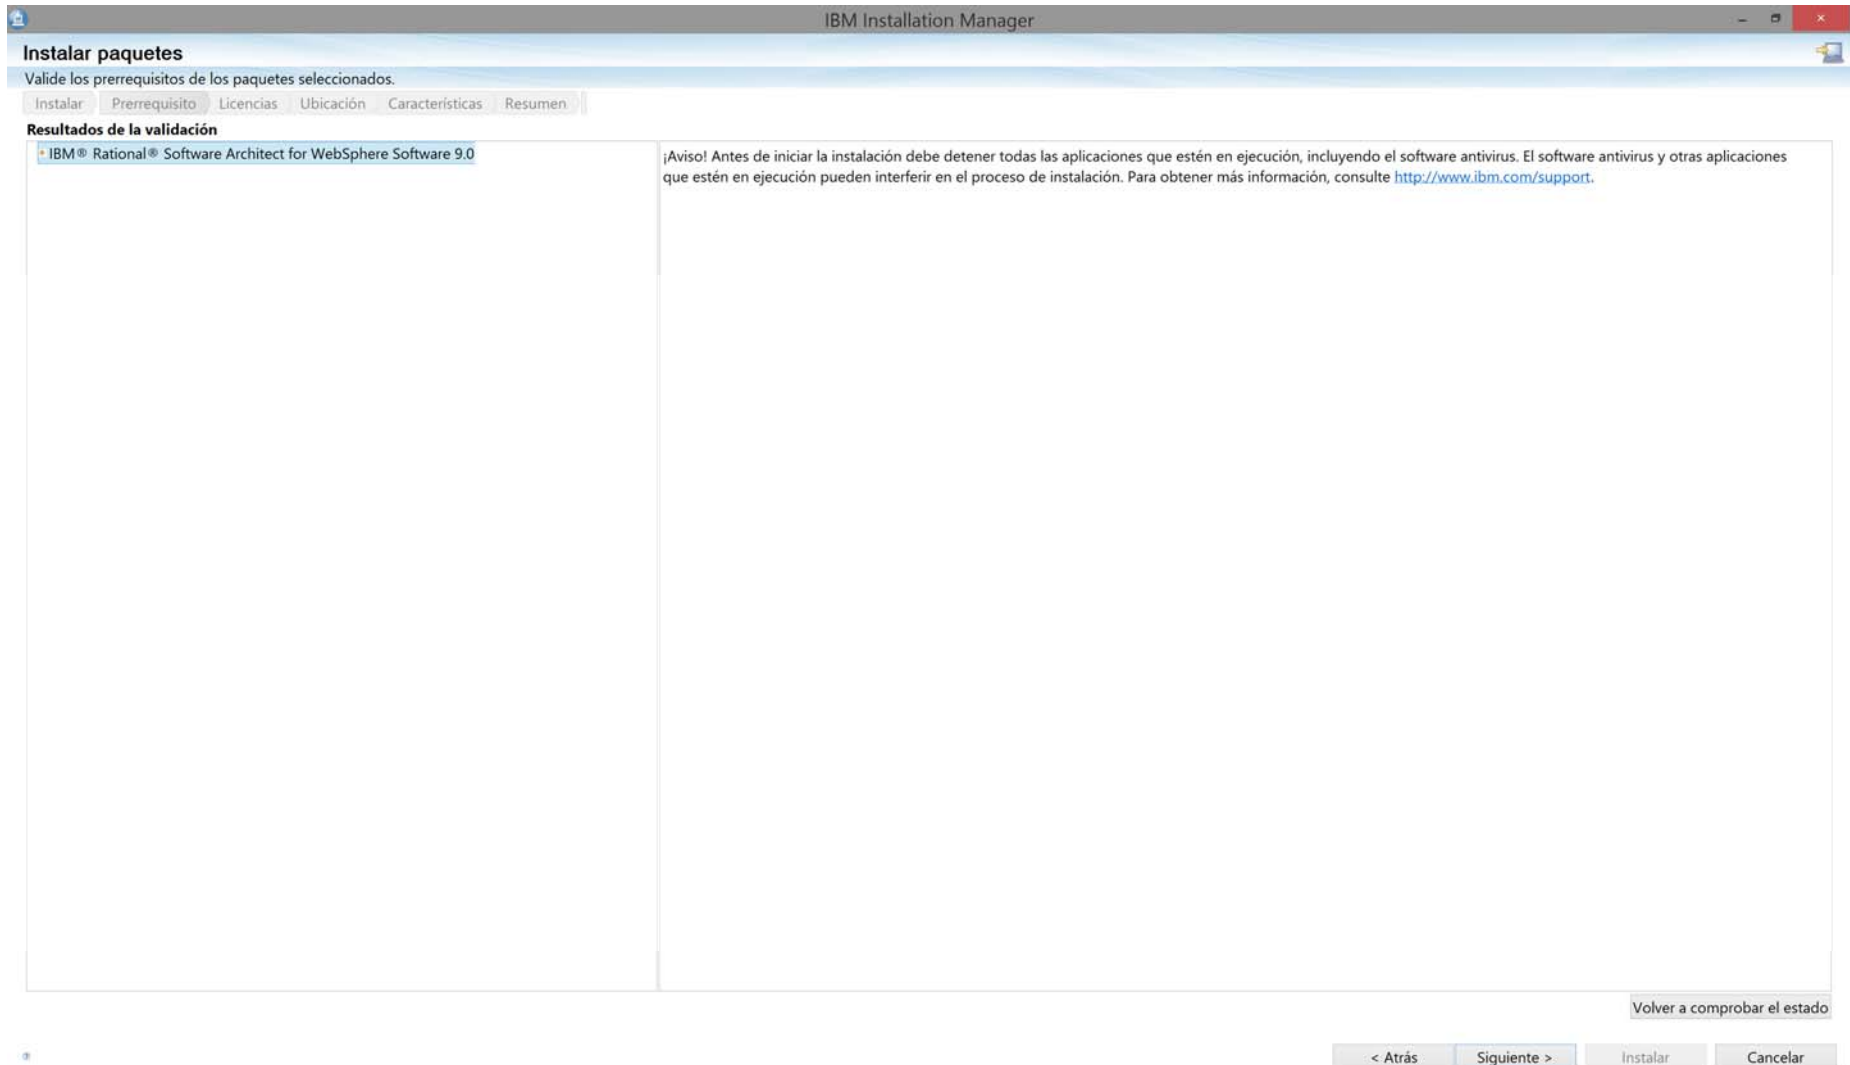 IBM Installation Manager
Instalar paquetes
Valide los prerrequisitos de los paquetes seleccionados.
Instalar Prerrequisito Licencias Ubicación Características Resumen
Resultados de la validación
IBM® Rational® Software Architect for WebSphere Software 9.0
¡Aviso! Antes de iniciar la instalación debe detener todas las aplicaciones que estén en ejecución, incluyendo el software antivirus. El software antivirus y otras aplicaciones
que estén en ejecución pueden interferir en el proceso de instalación. Para obtener más información, consulte http://www.ibm.com/support.
Volver a comprobar el estado
< Atrás Siguiente > Instalar Cancelar